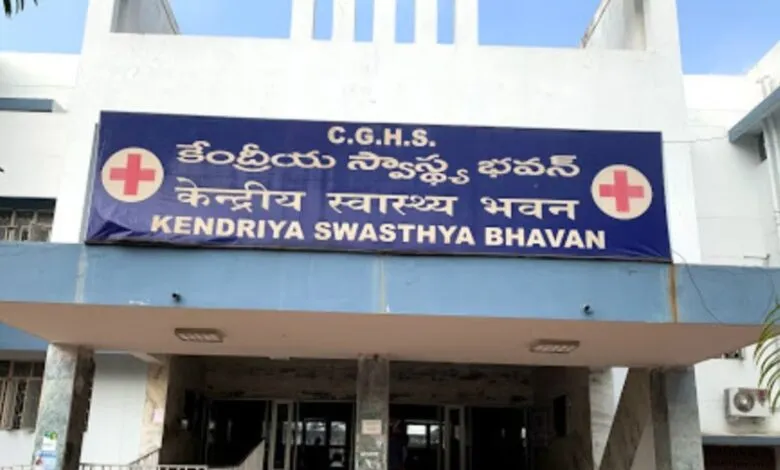 C.G.H.S.
కేంద్రీయ స్వాస్థ్య భవన్
केन्द्रीय स्वास्थ्य भवन
KENDRIYA SWASTHYA BHAVAN